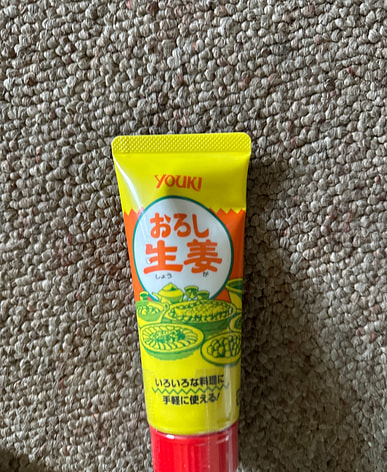 YOUKI
おろし
生姜
しょう が
いろいろな料理に
手軽に使える!